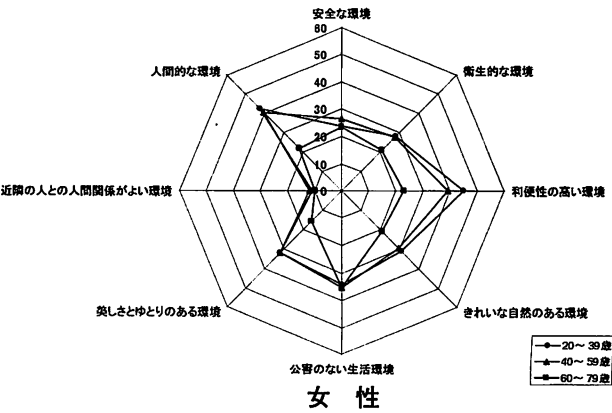 安全な環境
60
50
40
30
20
10
0
衛生的な環境
利便性の高い環境
きれいな自然のある環境
公害のない生活環境
美しさとゆとりのある環境
近隣の人との人間関係がよい環境
人間的な環境
20～39歳
40～59歳
60～79歳
女 性